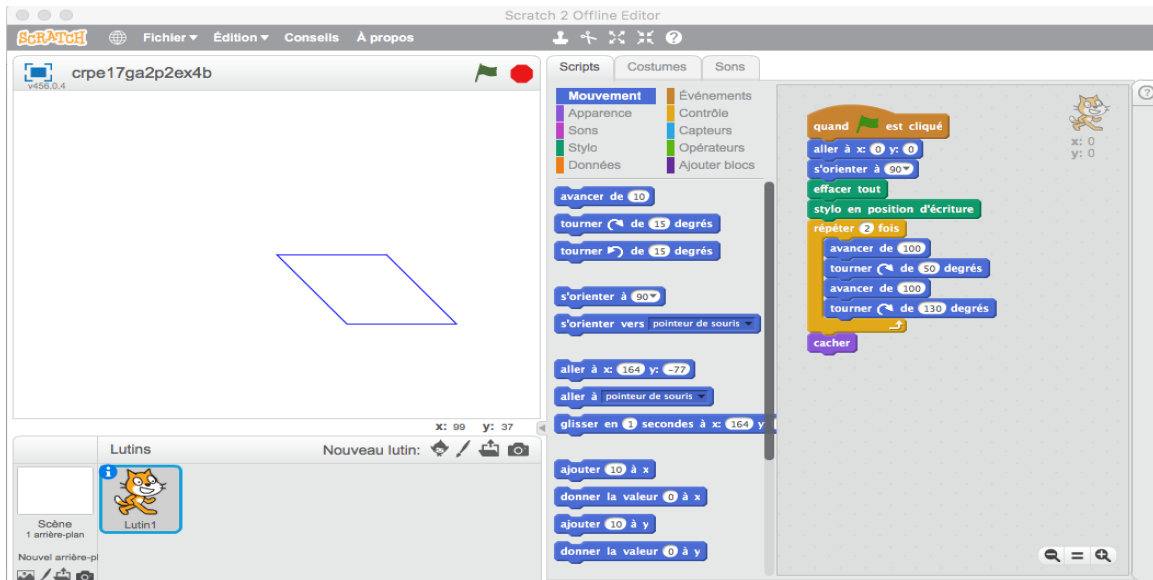 Scratch 2 Offline Editor
SCRATCH Fichier Édition Conseils À propos
crpe17ga2p2ex4b
v456.0.4
x: 99 y: 37
Lutins Nouveau lutin:
Scène
1 arrière-plan
Nouvel arrière-pl
Lutin1
Scripts Costumes Sons
Mouvement Événements
Apparence Contrôle
Sons Capteurs
Stylo Opérateurs
Données Ajouter blocs
avancer de 10
tourner de 15 degrés
tourner de 15 degrés
s'orienter à 90
s'orienter vers pointeur de souris
aller à x: 164 y: -77
aller à pointeur de souris
glisser en 1 secondes à x: 164 y
ajouter 10 à x
donner la valeur 0 à x
ajouter 10 à y
donner la valeur 0 à y
quand est cliqué
aller à x: 0 y: 0
s'orienter à 90
effacer tout
stylo en position d'écriture
répéter 2 fois
avancer de 100
tourner de 50 degrés
avancer de 100
tourner de 130 degrés
cacher
x: 0
y: 0